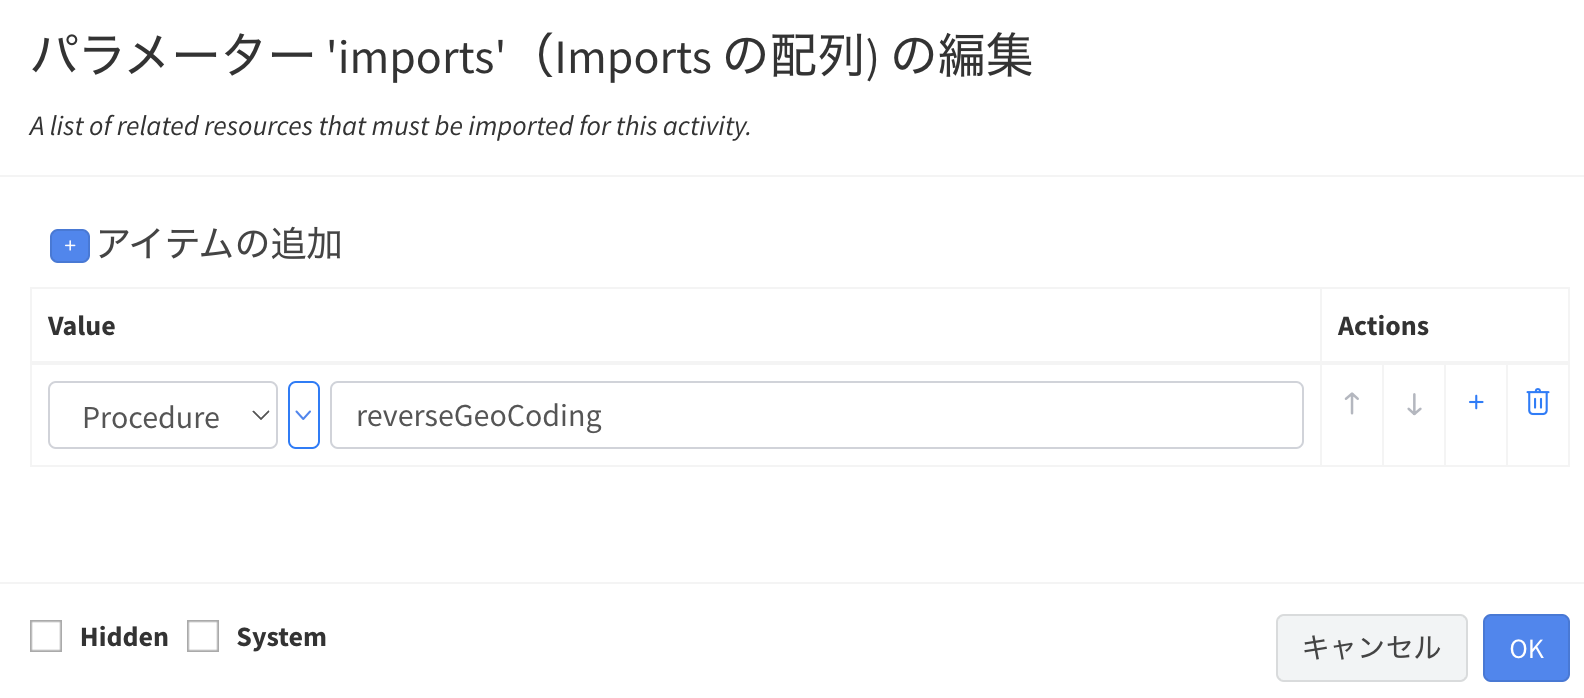 パラメーター 'imports'（Imports の配列) の編集
A list of related resources that must be imported for this activity.
+ アイテムの追加
Value Actions
Procedure reverseGeoCoding
Hidden System キャンセル OK